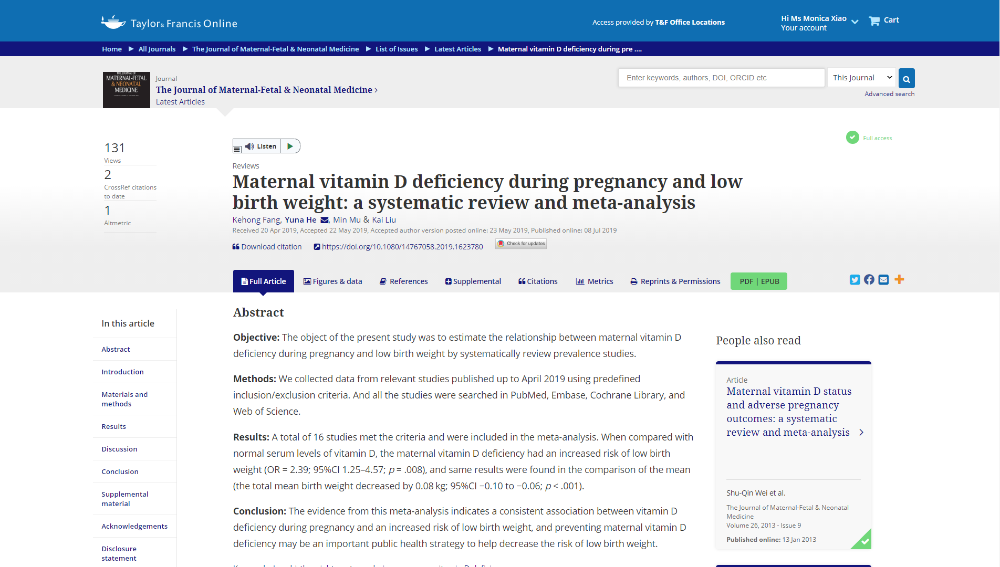 Taylor & Francis Online
Access provided by T&F Office Locations
Hi Ms Monica Xiao
Your account
Cart
Home
All Journals
The Journal of Maternal-Fetal & Neonatal Medicine
List of Issues
Latest Articles
Maternal vitamin D deficiency during pre ....
THE JOURNAL OF
MATERNAL-FETAL
& NEONATAL
MEDICINE
Journal
The Journal of Maternal-Fetal & Neonatal Medicine
Latest Articles
Enter keywords, authors, DOI, ORCID etc
This Journal
Advanced search
131
Views
2
CrossRef citations
to date
1
Altmetric
Listen
Full access
Reviews
Maternal vitamin D deficiency during pregnancy and low
birth weight: a systematic review and meta-analysis
Kehong Fang, Yuna He, Min Mu & Kai Liu
Received 20 Apr 2019, Accepted 22 May 2019, Accepted author version posted online: 23 May 2019, Published online: 08 Jul 2019
Download citation
https://doi.org/10.1080/14767058.2019.1623780
Check for updates
Full Article
Figures & data
References
Supplemental
Citations
Metrics
Reprints & Permissions
PDF | EPUB
In this article
Abstract
Introduction
Materials and
methods
Results
Discussion
Conclusion
Supplemental
material
Acknowledgements
Disclosure
statement
Abstract
Objective: The object of the present study was to estimate the relationship between maternal vitamin D
deficiency during pregnancy and low birth weight by systematically review prevalence studies.
Methods: We collected data from relevant studies published up to April 2019 using predefined
inclusion/exclusion criteria. And all the studies were searched in PubMed, Embase, Cochrane Library, and
Web of Science.
Results: A total of 16 studies met the criteria and were included in the meta-analysis. When compared with
normal serum levels of vitamin D, the maternal vitamin D deficiency had an increased risk of low birth
weight (OR = 2.39; 95%CI 1.25–4.57; p = .008), and same results were found in the comparison of the mean
(the total mean birth weight decreased by 0.08 kg; 95%CI −0.10 to −0.06; p < .001).
Conclusion: The evidence from this meta-analysis indicates a consistent association between vitamin D
deficiency during pregnancy and an increased risk of low birth weight, and preventing maternal vitamin D
deficiency may be an important public health strategy to help decrease the risk of low birth weight.
People also read
Article
Maternal vitamin D status
and adverse pregnancy
outcomes: a systematic
review and meta-analysis
Shu-Qin Wei et al.
The Journal of Maternal-Fetal & Neonatal
Medicine
Volume 26, 2013 - Issue 9
Published online: 13 Jan 2013